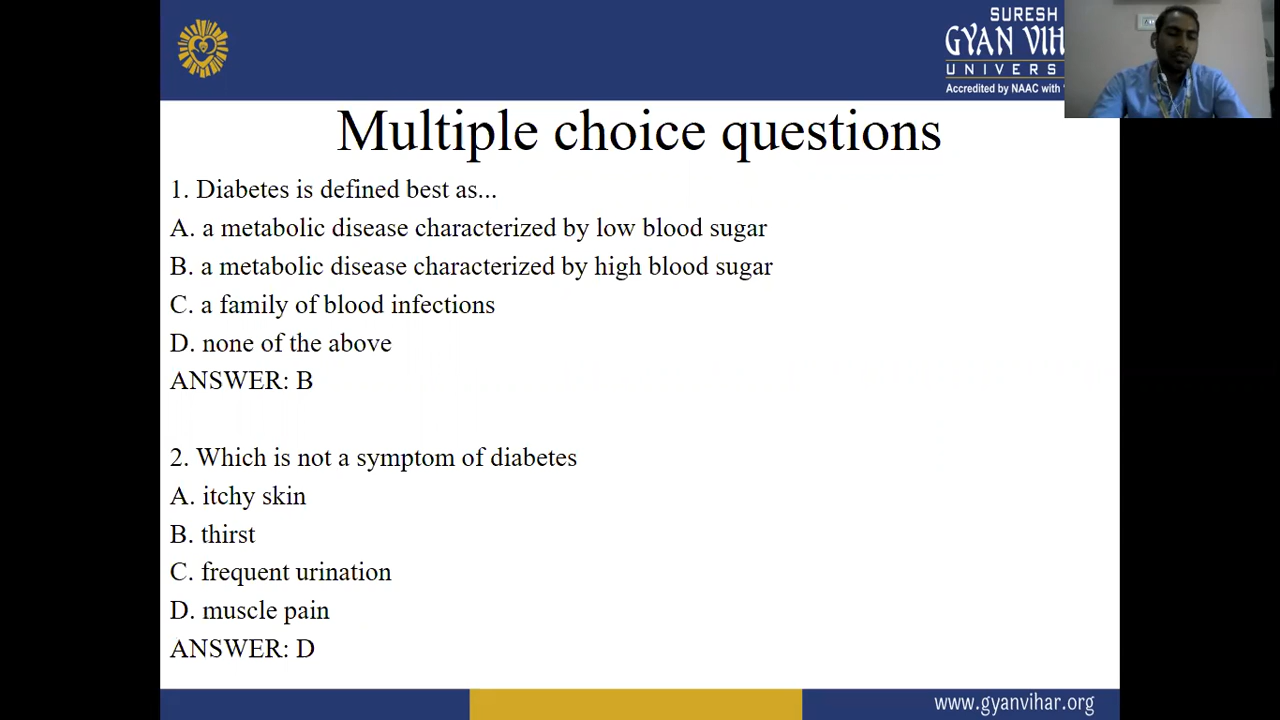 SURESH
GYAN VIH
UNIVERS
Accredited by NAAC with
Multiple choice questions
1. Diabetes is defined best as...
A. a metabolic disease characterized by low blood sugar
B. a metabolic disease characterized by high blood sugar
C. a family of blood infections
D. none of the above
ANSWER: B
2. Which is not a symptom of diabetes
A. itchy skin
B. thirst
C. frequent urination
D. muscle pain
ANSWER: D
www.gyanvihar.org